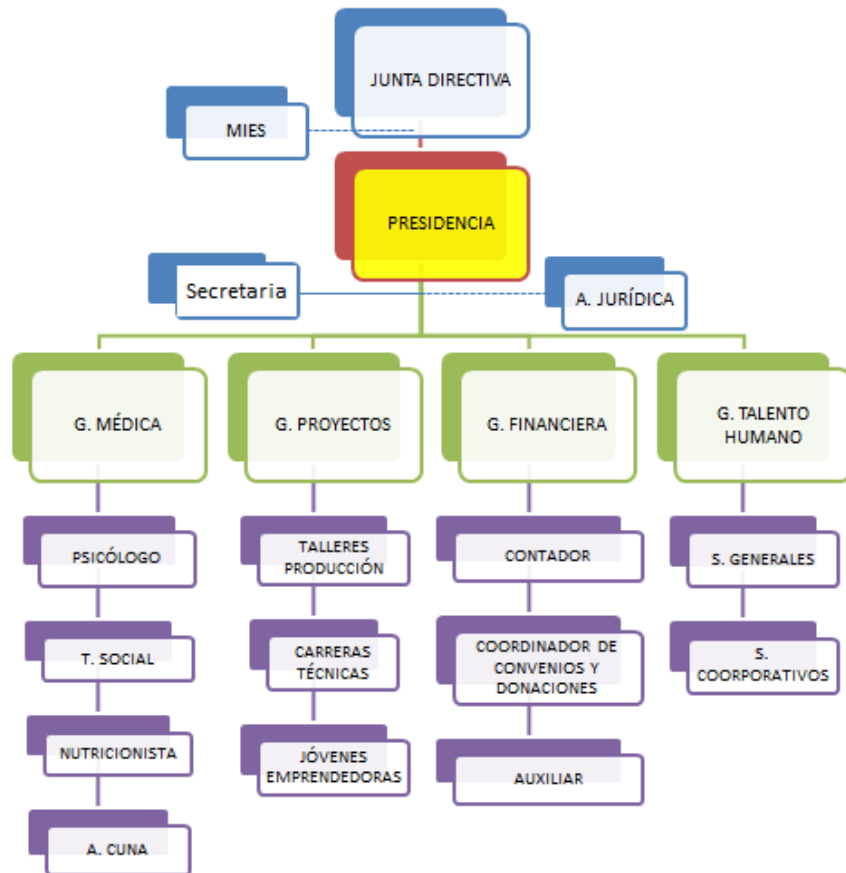 JUNTA DIRECTIVA
MIES
PRESIDENCIA
Secretaria
A. JURÍDICA
G. MÉDICA
G. PROYECTOS
G. FINANCIERA
G. TALENTO
HUMANO
PSICÓLOGO
TALLERES
PRODUCCIÓN
CONTADOR
S. GENERALES
T. SOCIAL
CARRERAS
TÉCNICAS
COORDINADOR DE
CONVENIOS Y
DONACIONES
S.
COORPORATIVOS
NUTRICIONISTA
JÓVENES
EMPRENDEDORAS
AUXILIAR
A. CUNA